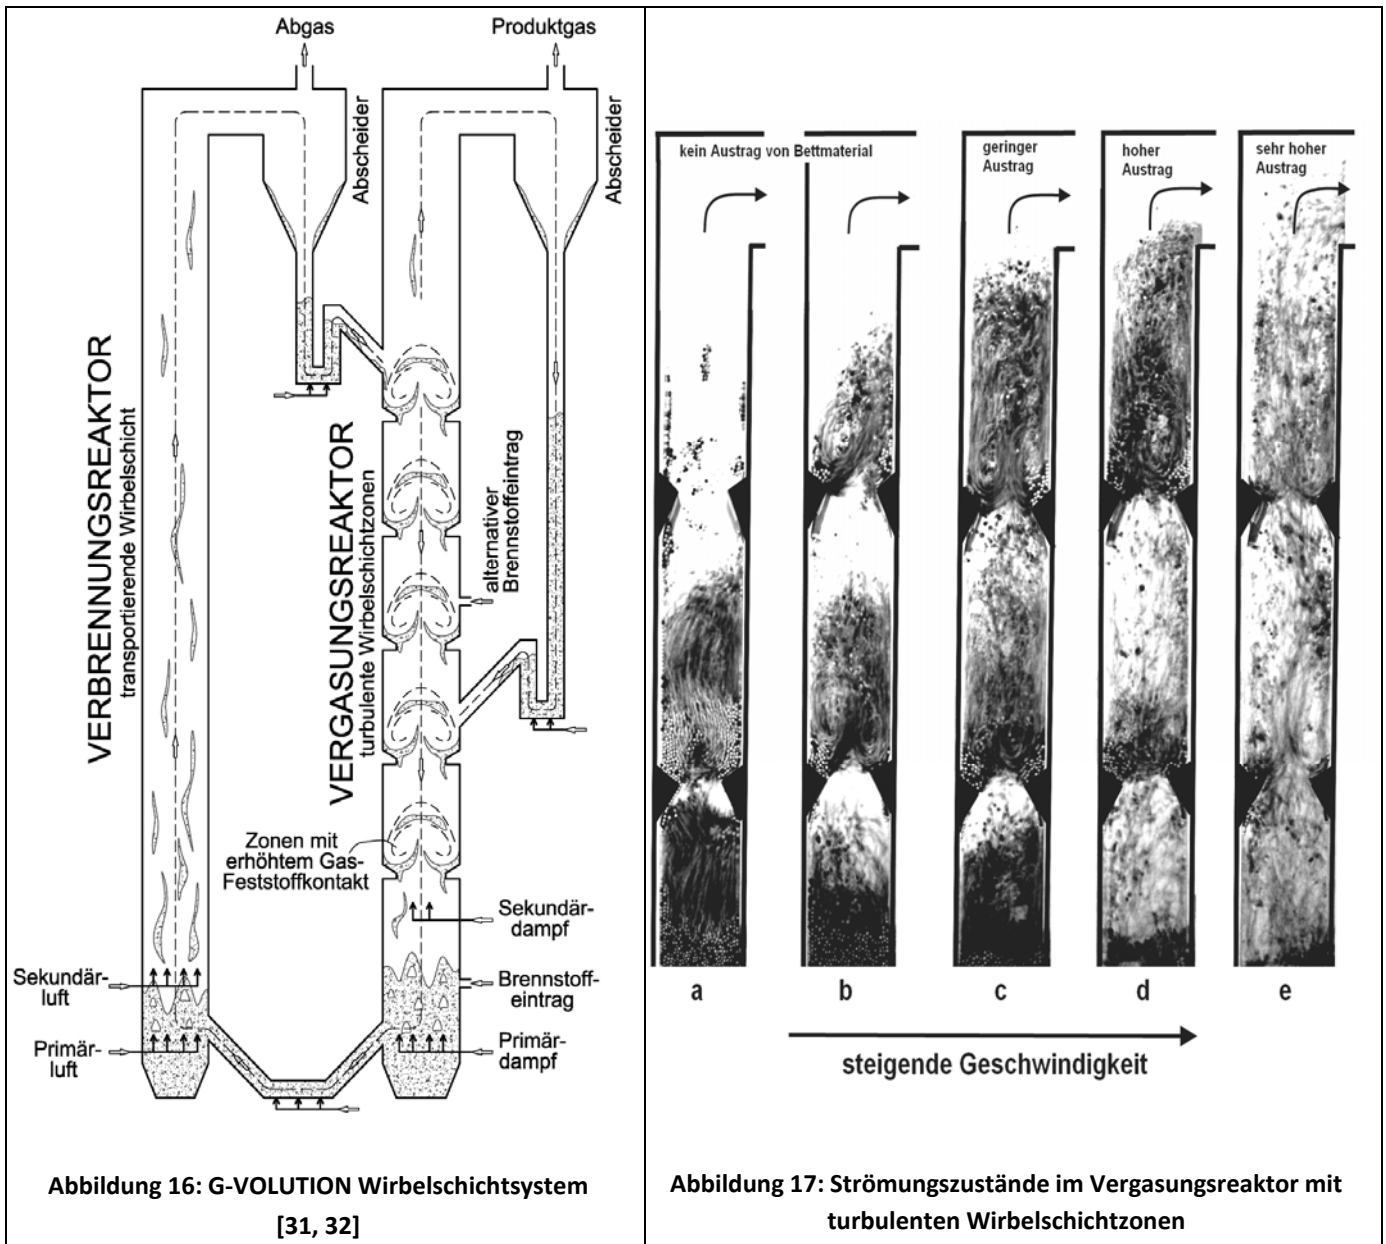 Abgas
Produktgas
Abscheider
Abscheider
VERBRENNUNGSREAKTOR
transportierende Wirbelschicht
VERGASUNGSREAKTOR
turbulente Wirbelschichtzonen
alternativer
Brennstoffeintrag
Zonen mit
erhöhtem Gas-
Feststoffkontakt
Sekundär-
dampf
Sekundär-
luft
Brennstoff-
eintrag
Primär-
luft
Primär-
dampf
Abbildung 16: G-VOLUTION Wirbelschichtsystem
[31, 32]
kein Austrag von Bettmaterial
geringer
Austrag
hoher
Austrag
sehr hoher
Austrag
a
b
c
d
e
steigende Geschwindigkeit
Abbildung 17: Strömungszustände im Vergasungsreaktor mit
turbulenten Wirbelschichtzonen